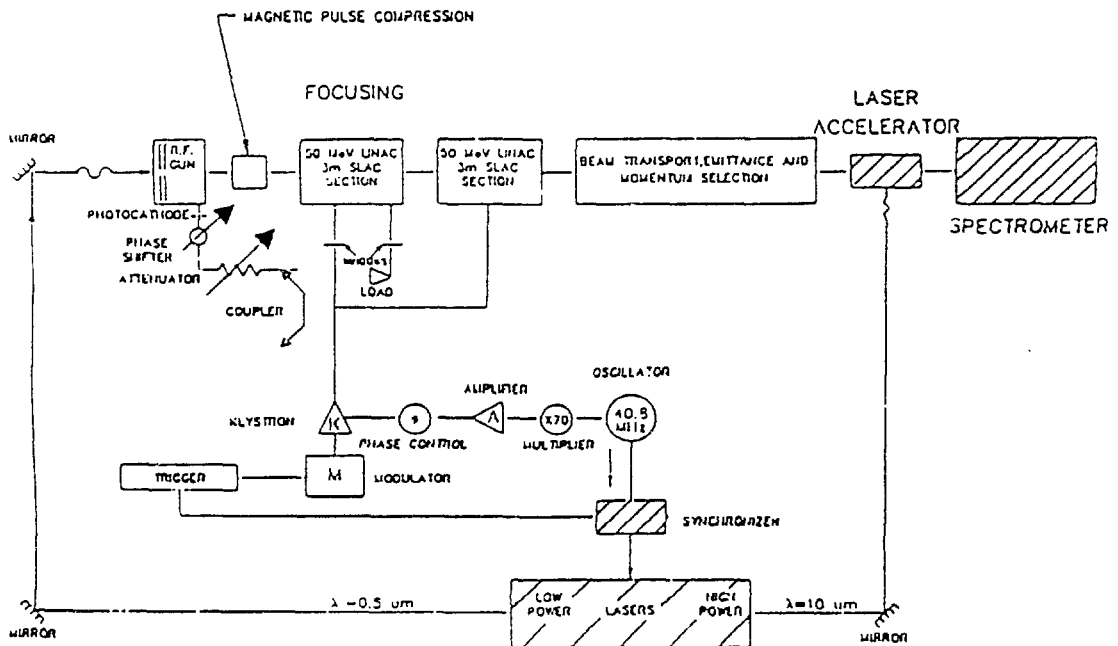 MAGNETIC PULSE COMPRESSION
FOCUSING
LASER
ACCELERATOR
MIRROR
R.F.
GUN
50 MeV LINAC
3m SLAC
SECTION
50 MeV LINAC
3m SLAC
SECTION
BEAM TRANSPORT, EMITTANCE AND
MOMENTUM SELECTION
SPECTROMETER
PHOTOCATHODE
PHASE
SHIFTER
ATTENUATOR
LOAD
COUPLER
OSCILLATOR
AMPLIFIER
40.8
MHz
X70
A
KLYSTRON
K
PHASE CONTROL
MULTIPLIER
TRIGGER
M
MODULATOR
SYNCHRONIZER
LOW
POWER
LASERS
HIGH
POWER
λ=0.5 um
λ=10 um
MIRROR
MIRROR